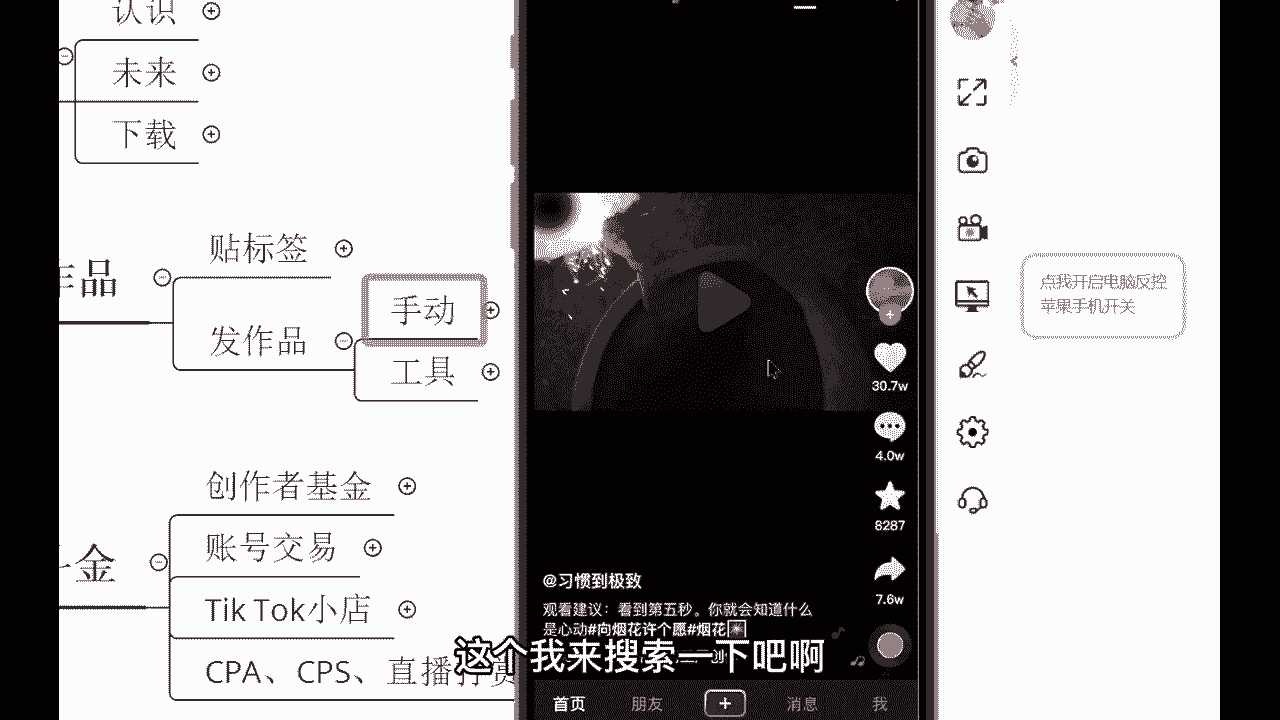 认识
未来
下载
作品
贴标签
发作品
手动
工具
金
创作者基金
账号交易
TikTok小店
CPA、CPS、直播打赏
30.7w
4.0w
8287
7.6w
@习惯到极致
观看建议：看到第五秒。你就会知道什么
是心动#向烟花许个愿#烟花
这个我来搜索一下吧啊
首页
朋友
消息
我
点我开启电脑反控
苹果手机开关